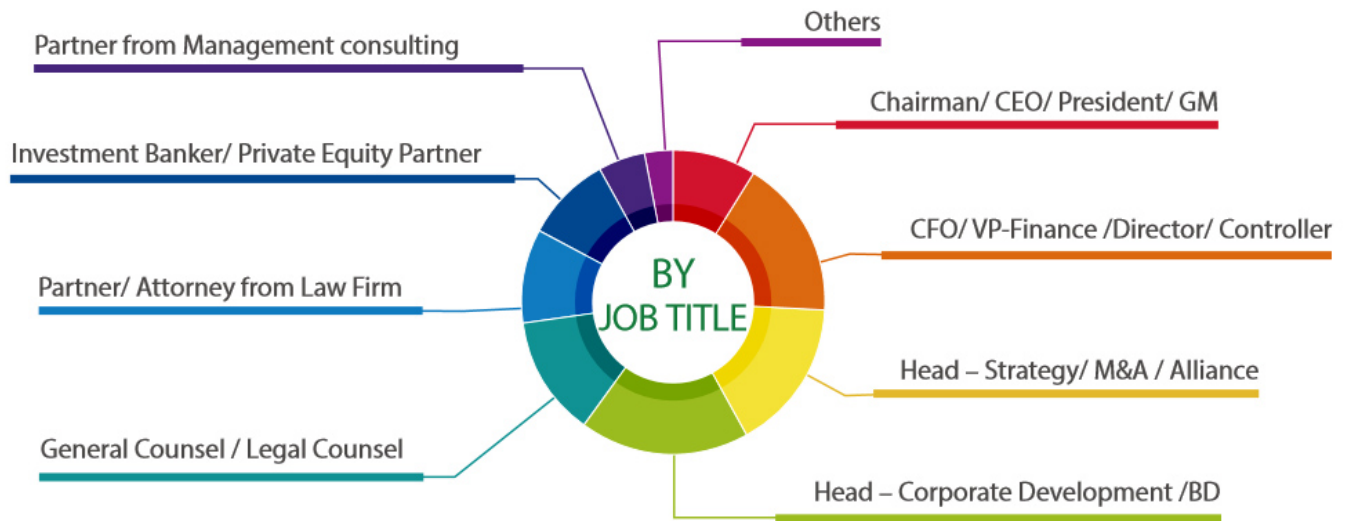 Others
Partner from Management consulting
Chairman/ CEO/ President/ GM
Investment Banker/ Private Equity Partner
CFO/ VP-Finance /Director/ Controller
BY
JOB TITLE
Partner/ Attorney from Law Firm
Head – Strategy/ M&A / Alliance
General Counsel / Legal Counsel
Head – Corporate Development /BD